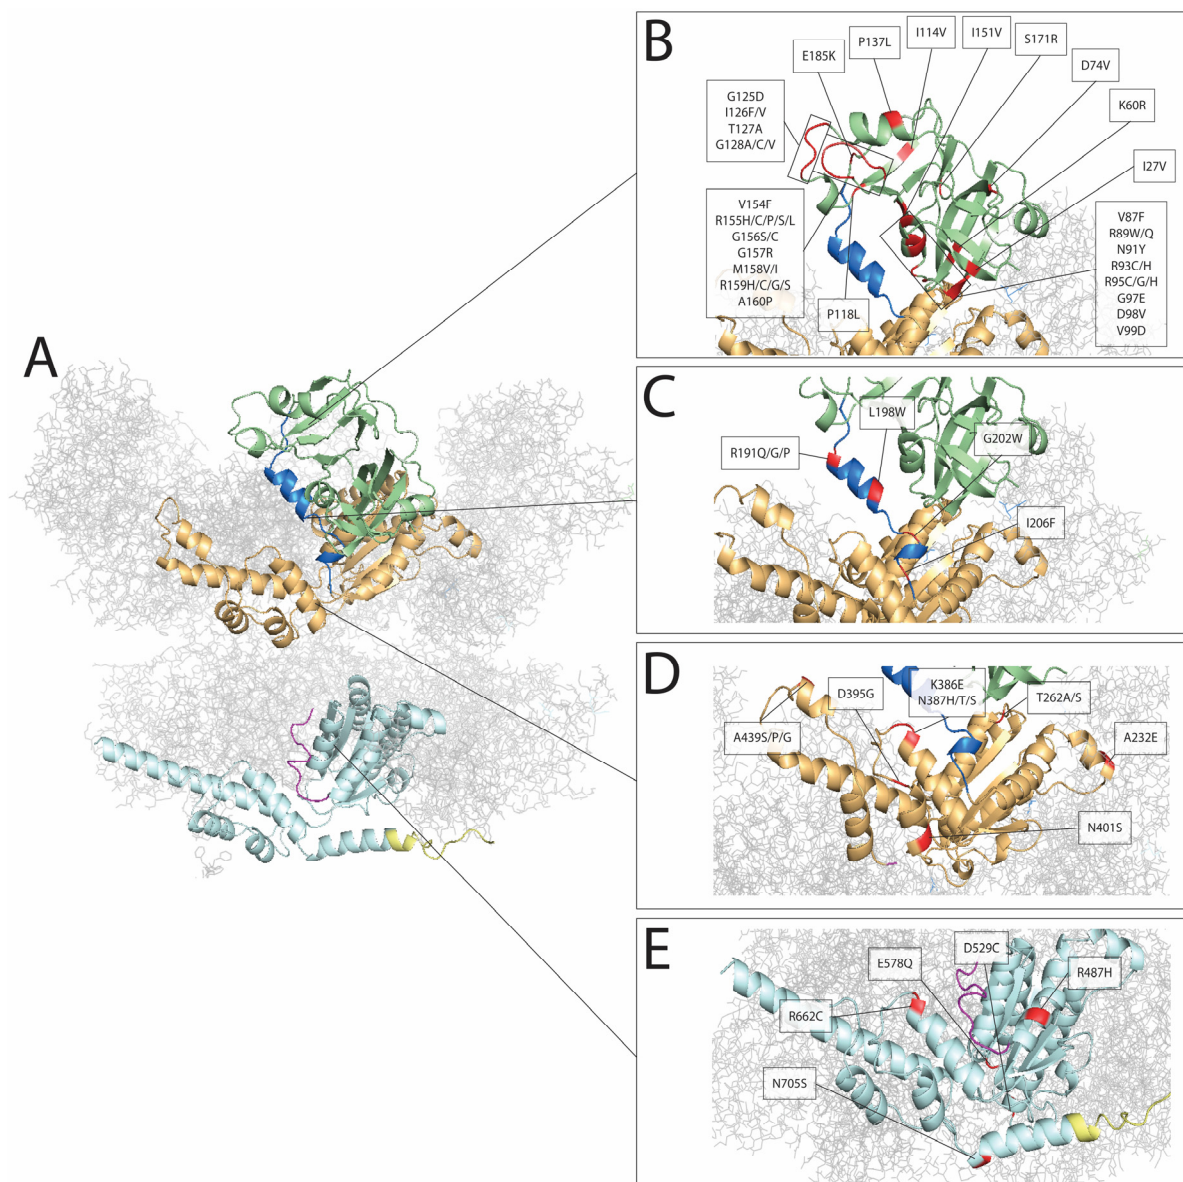 A
B
E185K
P137L
I114V
I151V
S171R
D74V
K60R
I27V
G125D
I126F/V
T127A
G128A/C/V
V154F
R155H/C/P/S/L
G156S/C
G157R
M158V/I
R159H/C/G/S
A160P
P118L
V87F
R89W/Q
N91Y
R93C/H
R95C/G/H
G97E
D98V
V99D
C
L198W
G202W
R191Q/G/P
I206F
D
D395G
K386E
N387H/T/S
T262A/S
A439S/P/G
A232E
N401S
E
E578Q
D529C
R487H
R662C
N705S